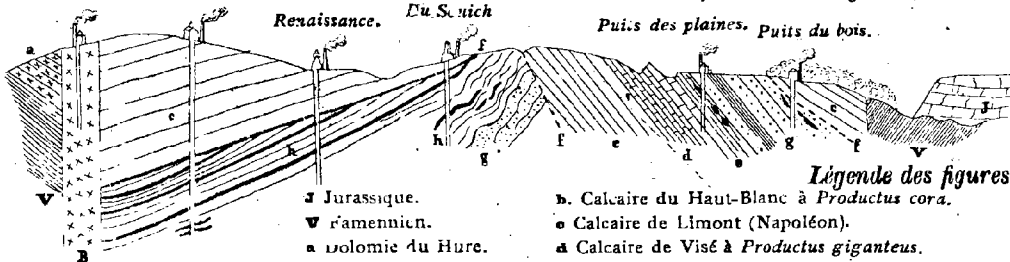 Renaissance.
Du Souich
Puits des plaines.
Puits du bois.
a
f
c
h
h
g
f
e
d
e
g
f
c
V
J
V
B
Légende des figures
J Jurassique.
V Famennien.
a Dolomie du Hure.
b. Calcaire du Haut-Blanc à Productus cora.
c Calcaire de Limont (Napoléon).
d Calcaire de Visé à Productus giganteus.